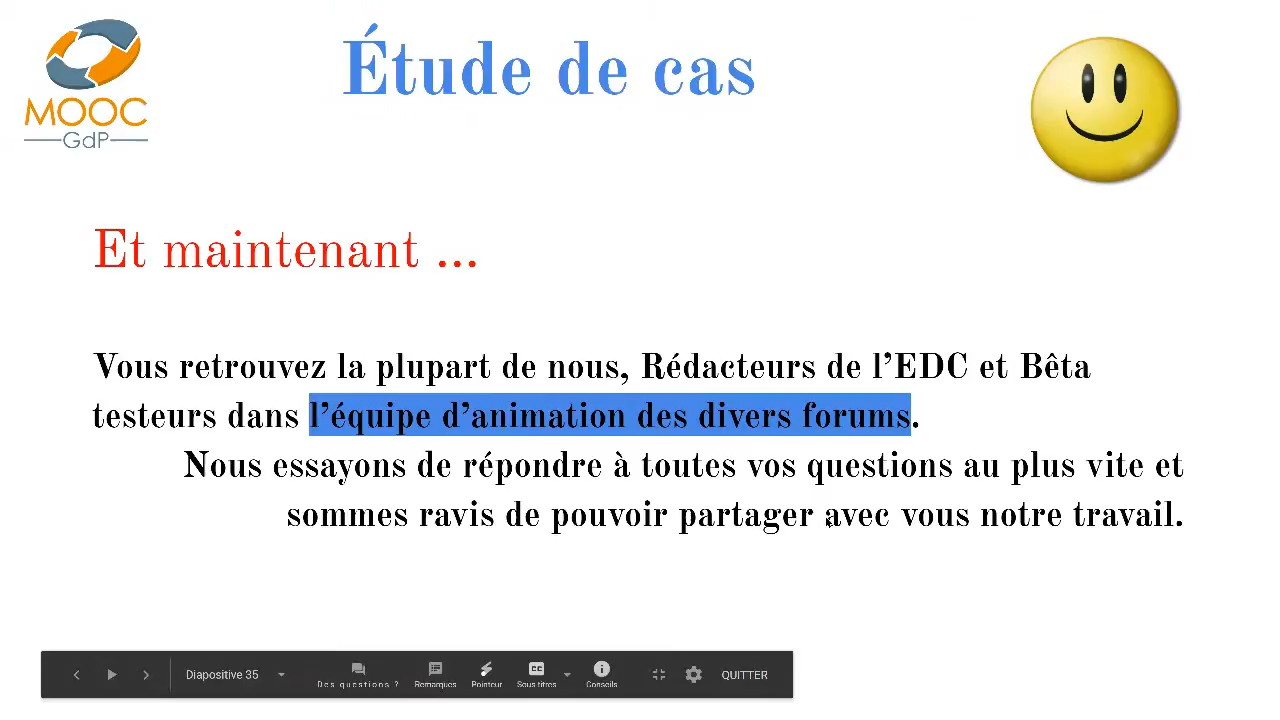 MOOC
GdP
Étude de cas
Et maintenant ...
Vous retrouvez la plupart de nous, Rédacteurs de l’EDC et Bêta
testeurs dans l’équipe d’animation des divers forums.
Nous essayons de répondre à toutes vos questions au plus vite et
sommes ravis de pouvoir partager avec vous notre travail.
Diapositive 35
Des questions ?
Remarques
Pointeur
CC
Sous titres
Conseils
QUITTER